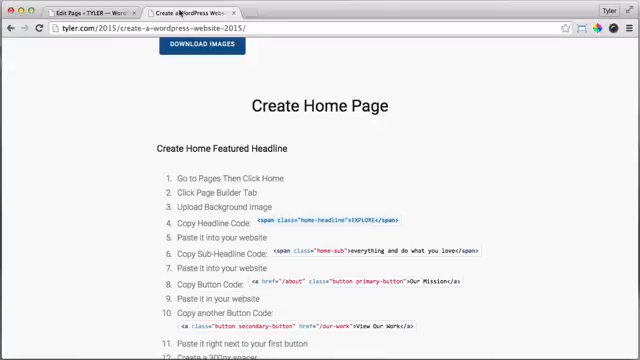 Edit Page ‹ TYLER — Word
Create a WordPress Webs
Tyler
tyler.com/2015/create-a-wordpress-website-2015/
DOWNLOAD IMAGES
Create Home Page
Create Home Featured Headline
1. Go to Pages Then Click Home
2. Click Page Builder Tab
3. Upload Background Image
4. Copy Headline Code: <span class="home-headline">EXPLORE</span>
5. Paste it into your website
6. Copy Sub-Headline Code: <span class="home-sub">everything and do what you love</span>
7. Paste it into your website
8. Copy Button Code: <a href="/about" class="button primary-button">Our Mission</a>
9. Paste it in your website
10. Copy another Button Code:
<a class="button secondary-button" href="/our-work">View Our Work</a>
11. Paste it right next to your first button
12. Create a 300px spacer